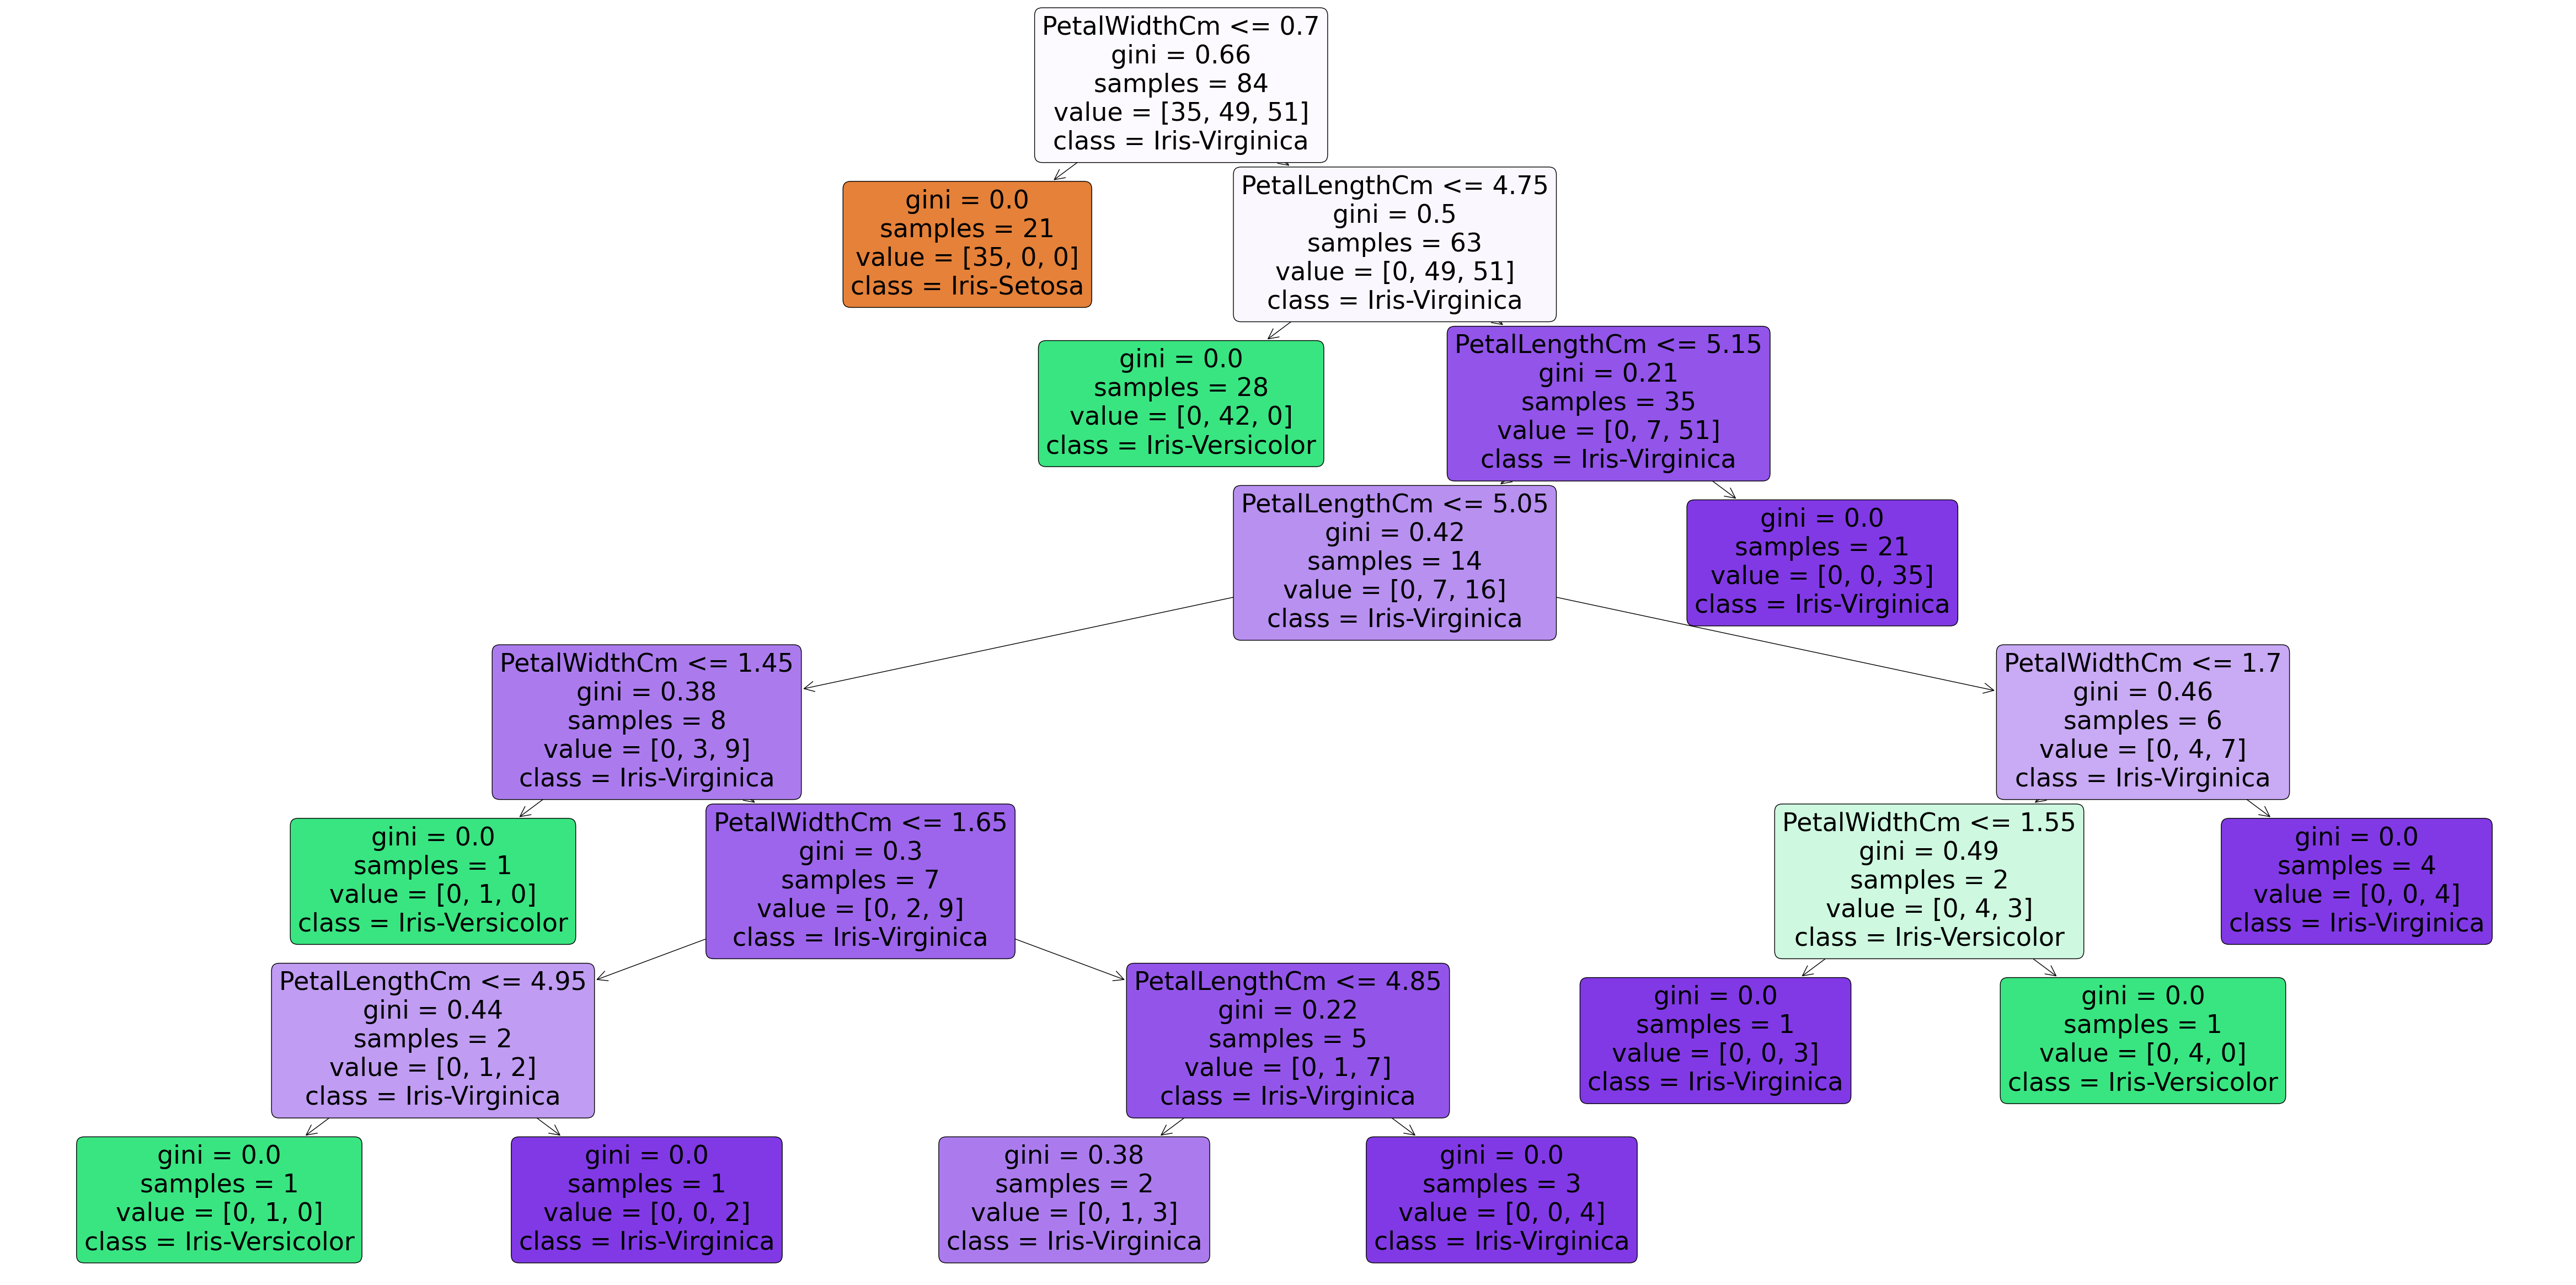 PetalWidthCm <= 0.7
gini = 0.66
samples = 84
value = [35, 49, 51]
class = Iris-Virginica
gini = 0.0
samples = 21
value = [35, 0, 0]
class = Iris-Setosa
PetalLengthCm <= 4.75
gini = 0.5
samples = 63
value = [0, 49, 51]
class = Iris-Virginica
gini = 0.0
samples = 28
value = [0, 42, 0]
class = Iris-Versicolor
PetalLengthCm <= 5.15
gini = 0.21
samples = 35
value = [0, 7, 51]
class = Iris-Virginica
PetalLengthCm <= 5.05
gini = 0.42
samples = 14
value = [0, 7, 16]
class = Iris-Virginica
gini = 0.0
samples = 21
value = [0, 0, 35]
class = Iris-Virginica
PetalWidthCm <= 1.45
gini = 0.38
samples = 8
value = [0, 3, 9]
class = Iris-Virginica
PetalWidthCm <= 1.7
gini = 0.46
samples = 6
value = [0, 4, 7]
class = Iris-Virginica
gini = 0.0
samples = 1
value = [0, 1, 0]
class = Iris-Versicolor
PetalWidthCm <= 1.65
gini = 0.3
samples = 7
value = [0, 2, 9]
class = Iris-Virginica
PetalWidthCm <= 1.55
gini = 0.49
samples = 2
value = [0, 4, 3]
class = Iris-Versicolor
gini = 0.0
samples = 4
value = [0, 0, 4]
class = Iris-Virginica
PetalLengthCm <= 4.95
gini = 0.44
samples = 2
value = [0, 1, 2]
class = Iris-Virginica
PetalLengthCm <= 4.85
gini = 0.22
samples = 5
value = [0, 1, 7]
class = Iris-Virginica
gini = 0.0
samples = 1
value = [0, 0, 3]
class = Iris-Virginica
gini = 0.0
samples = 1
value = [0, 4, 0]
class = Iris-Versicolor
gini = 0.0
samples = 1
value = [0, 1, 0]
class = Iris-Versicolor
gini = 0.0
samples = 1
value = [0, 0, 2]
class = Iris-Virginica
gini = 0.38
samples = 2
value = [0, 1, 3]
class = Iris-Virginica
gini = 0.0
samples = 3
value = [0, 0, 4]
class = Iris-Virginica